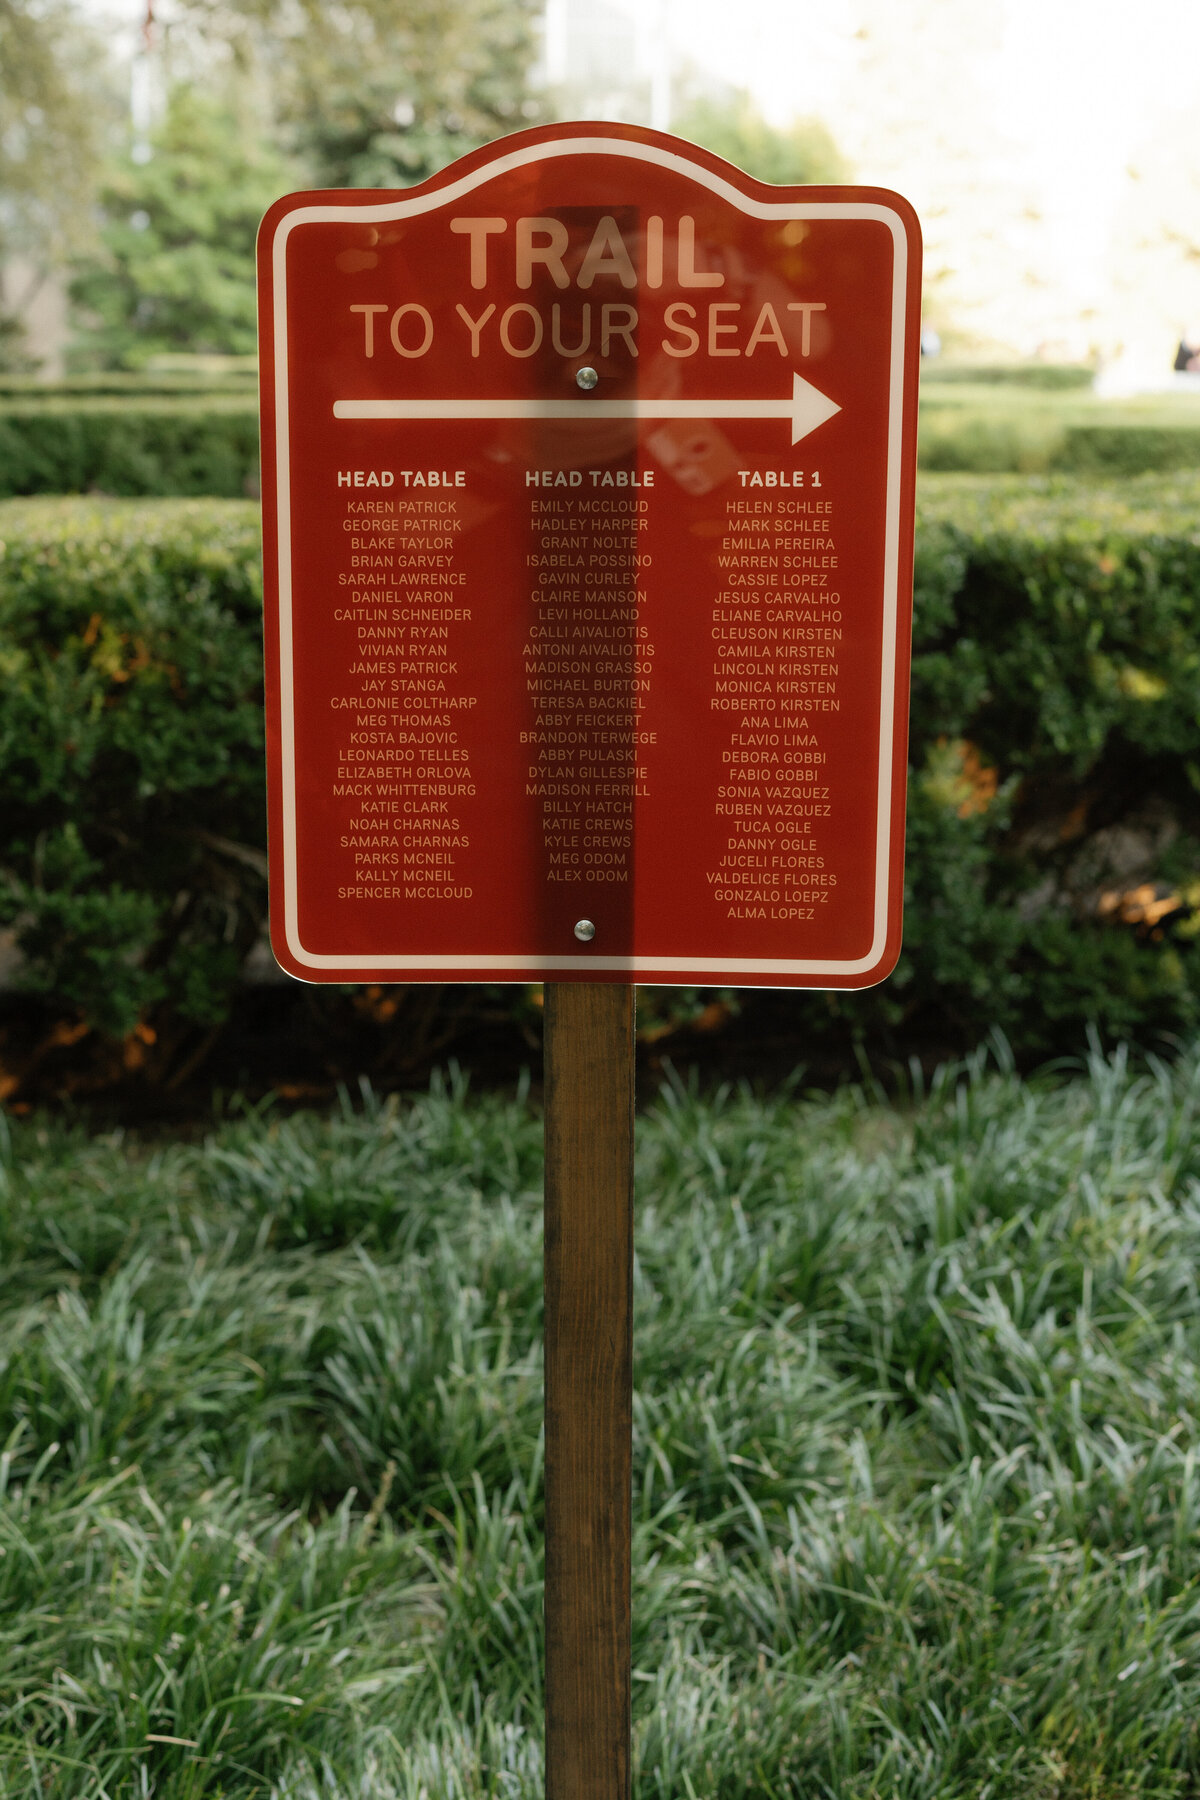 TRAIL
TO YOUR SEAT
HEAD TABLE
KAREN PATRICK
GEORGE PATRICK
BLAKE TAYLOR
BRIAN GARVEY
SARAH LAWRENCE
DANIEL VARON
CAITLIN SCHNEIDER
DANNY RYAN
VIVIAN RYAN
JAMES PATRICK
JAY STANGA
CARLONIE COLTHARP
MEG THOMAS
KOSTA BAJOVIC
LEONARDO TELLES
ELIZABETH ORLOVA
MACK WHITTENBURG
KATIE CLARK
NOAH CHARNAS
SAMARA CHARNAS
PARKS MCNEIL
KALLY MCNEIL
SPENCER MCCLOUD
HEAD TABLE
EMILY MCCLOUD
HADLEY HARPER
GRANT NOLTE
ISABELA POSSINO
GAVIN CURLEY
CLAIRE MANSON
LEVI HOLLAND
CALLI AIVALIOTIS
ANTONI AIVALIOTIS
MADISON GRASSO
MICHAEL BURTON
TERESA BACKIEL
ABBY FEICKERT
BRANDON TERWEGE
ABBY PULASKI
DYLAN GILLESPIE
MADISON FERRILL
BILLY HATCH
KATIE CREWS
KYLE CREWS
MEG ODOM
ALEX ODOM
TABLE 1
HELEN SCHLEE
MARK SCHLEE
EMILIA PEREIRA
WARREN SCHLEE
CASSIE LOPEZ
JESUS CARVALHO
ELIANE CARVALHO
CLEUSON KIRSTEN
CAMILA KIRSTEN
LINCOLN KIRSTEN
MONICA KIRSTEN
ROBERTO KIRSTEN
ANA LIMA
FLAVIO LIMA
DEBORA GOBBI
FABIO GOBBI
SONIA VAZQUEZ
RUBEN VAZQUEZ
TUCA OGLE
DANNY OGLE
JUCELI FLORES
VALDELICE FLORES
GONZALO LOEPZ
ALMA LOPEZ